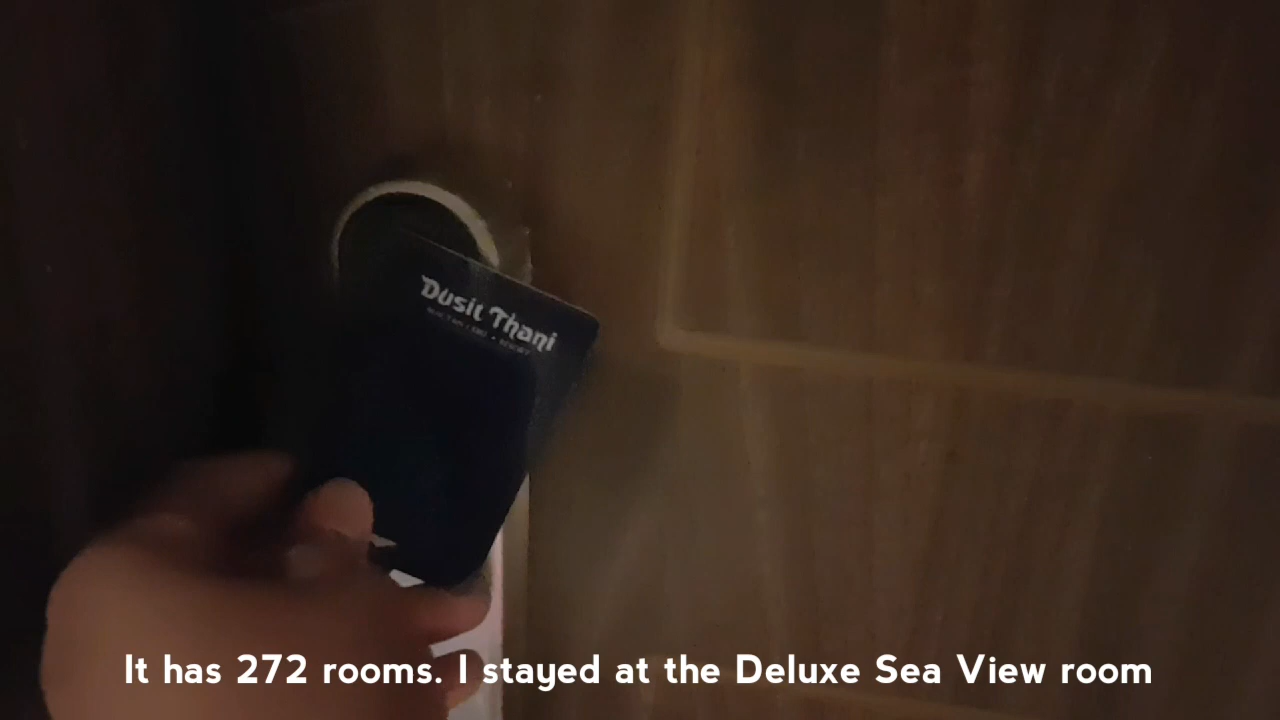 Dusit Thani
It has 272 rooms. I stayed at the Deluxe Sea View room